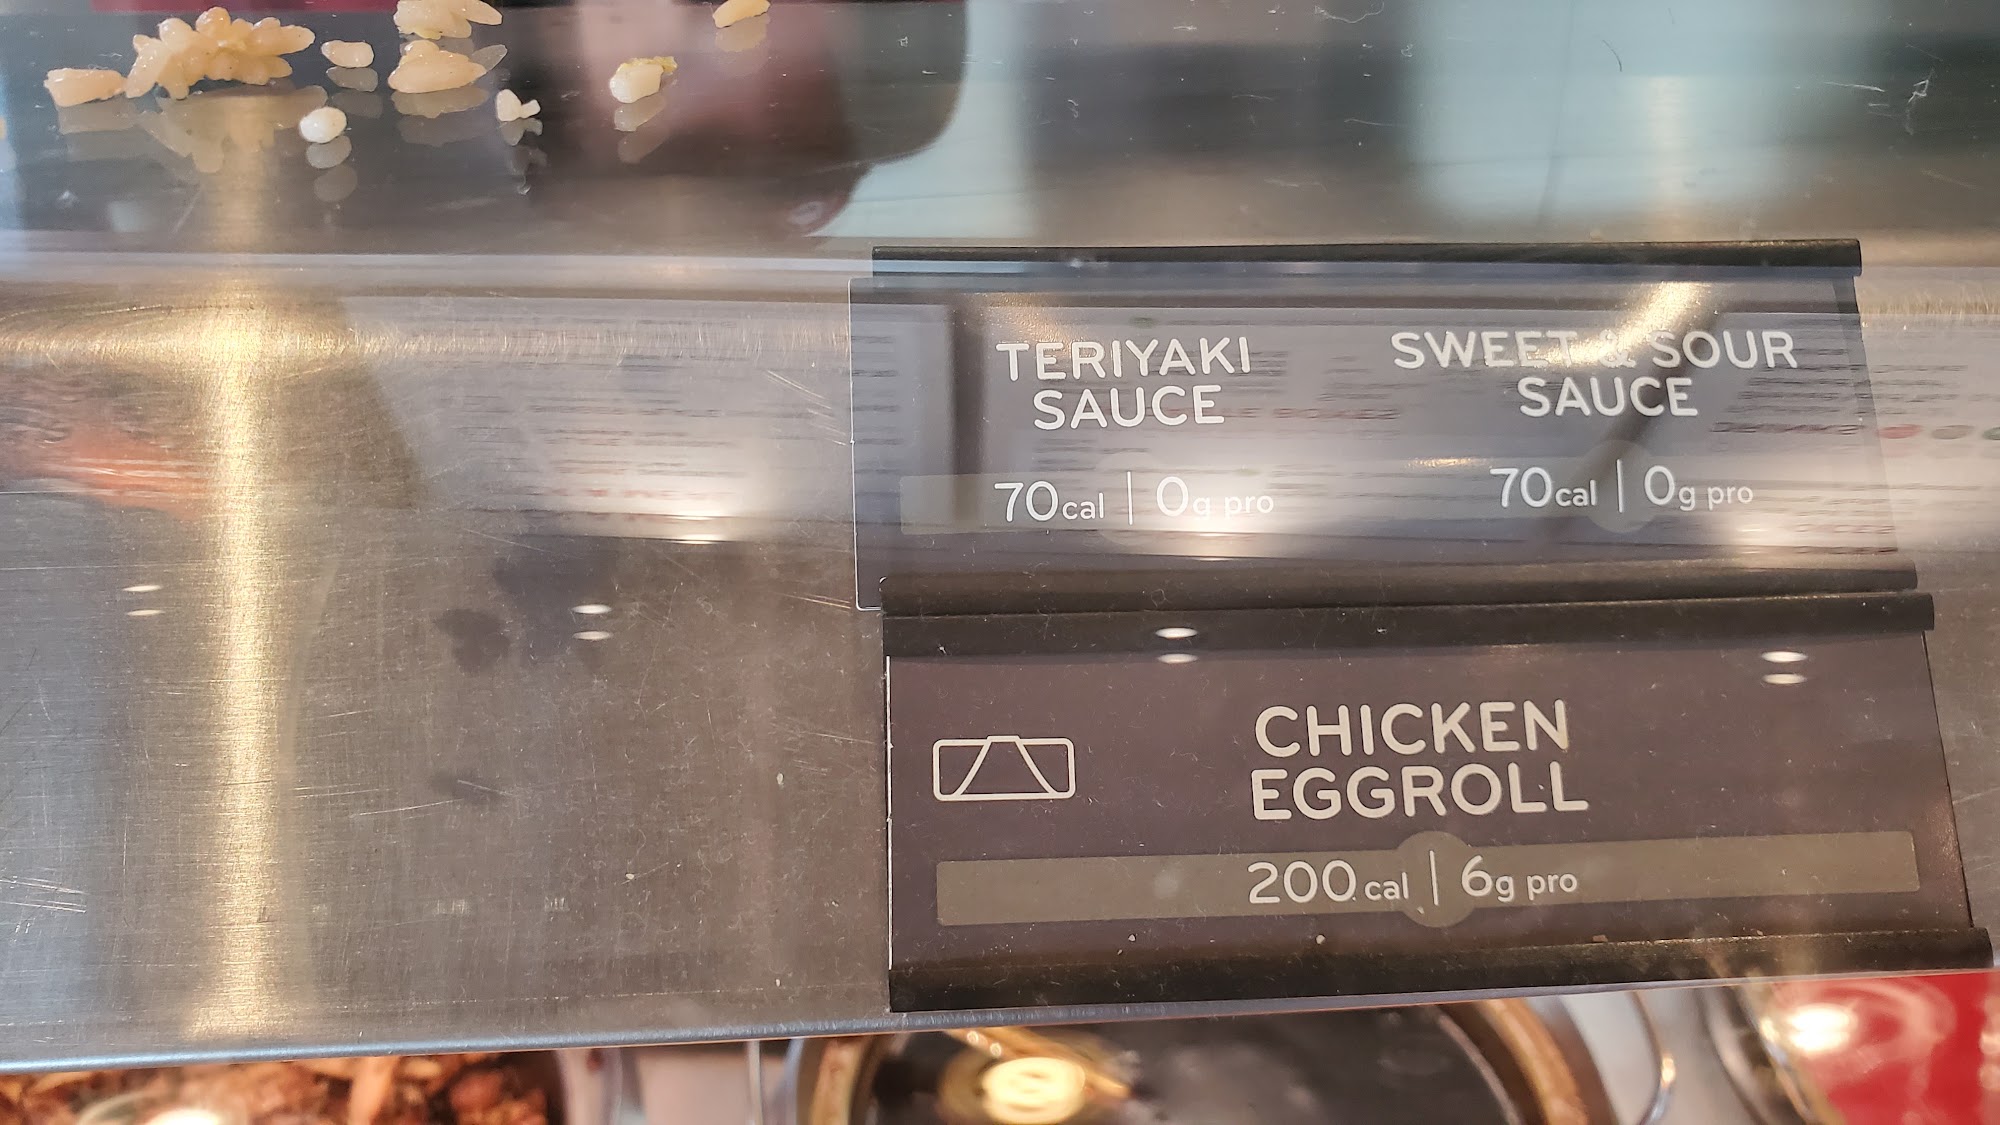 TERIYAKI
SAUCE
70cal | 0g pro
SWEET & SOUR
SAUCE
70cal | 0g pro
CHICKEN
EGGROLL
200cal | 6g pro